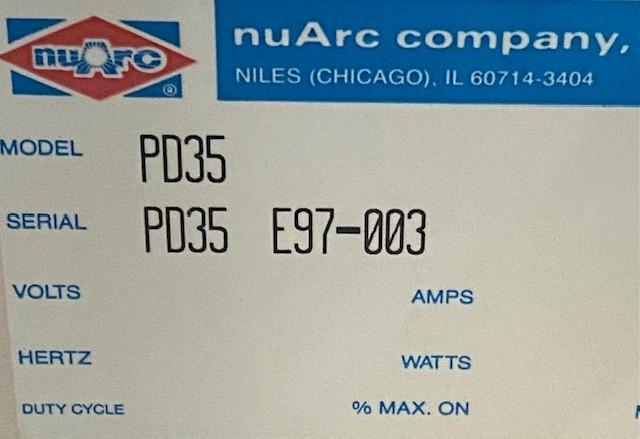 nuArc
®
nuArc company,
NILES (CHICAGO), IL 60714-3404
MODEL PD35
SERIAL PD35 E97-003
VOLTS AMPS
HERTZ WATTS
DUTY CYCLE % MAX. ON